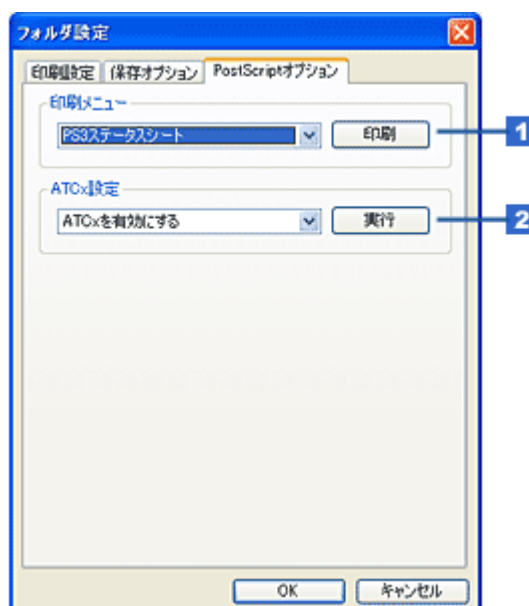 フォルダ設定
印刷設定 保存オプション PostScriptオプション
印刷メニュー
PS3ステータスシート 印刷 1
ATCx設定
ATCxを有効にする 実行 2
OK キャンセル